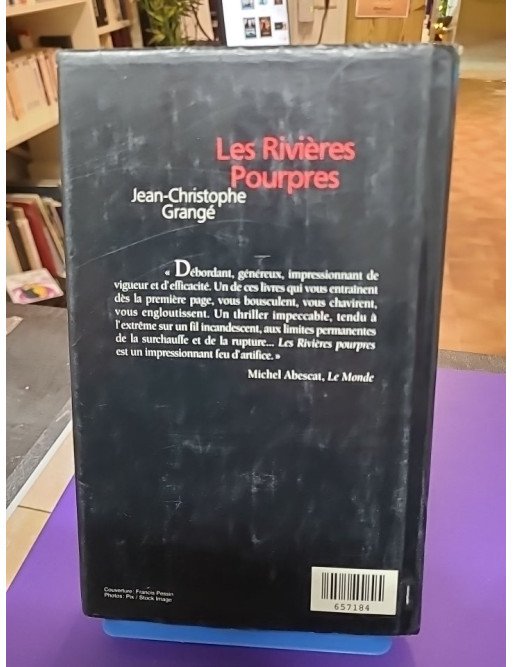 Les Rivières
Pourpres
Jean-Christophe
Grangé
« Débordant, généreux, impressionnant de
vigueur et d'efficacité. Un de ces livres qui vous entraînent
dès la première page, vous bousculent, vous chavirent,
vous engloutissent. Un thriller impeccable, tendu à
l'extrême sur un fil incandescent, aux limites permanentes
de la surchauffe et de la rupture... Les Rivières pourpres
est un impressionnant feu d'artifice. »
Michel Abescat, Le Monde
Couverture: Francis Pessin
Photos: Pix / Stock Image
657184